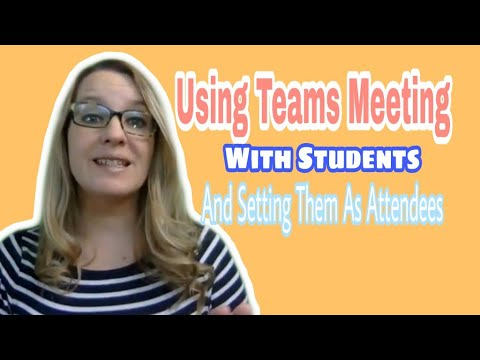 Using Teams Meeting
With Students
And Setting Them As Attendees